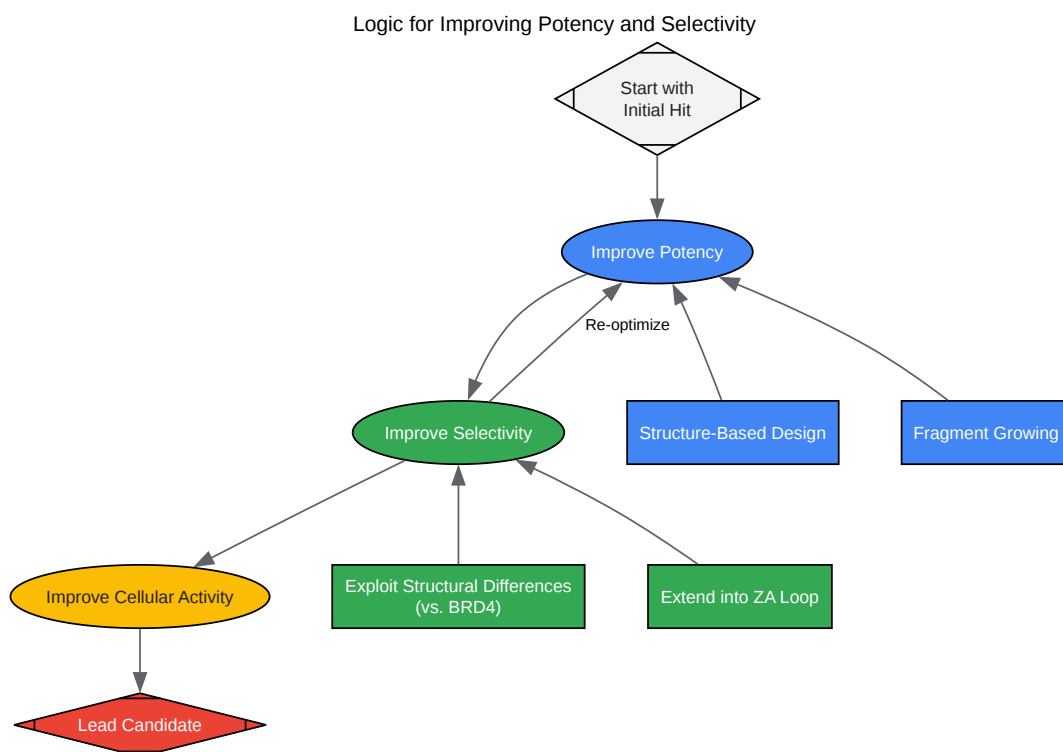 Logic for Improving Potency and Selectivity
Start with
Initial Hit
Improve Potency
Re-optimize
Improve Selectivity
Structure-Based Design
Fragment Growing
Improve Cellular Activity
Exploit Structural Differences
(vs. BRD4)
Extend into ZA Loop
Lead Candidate